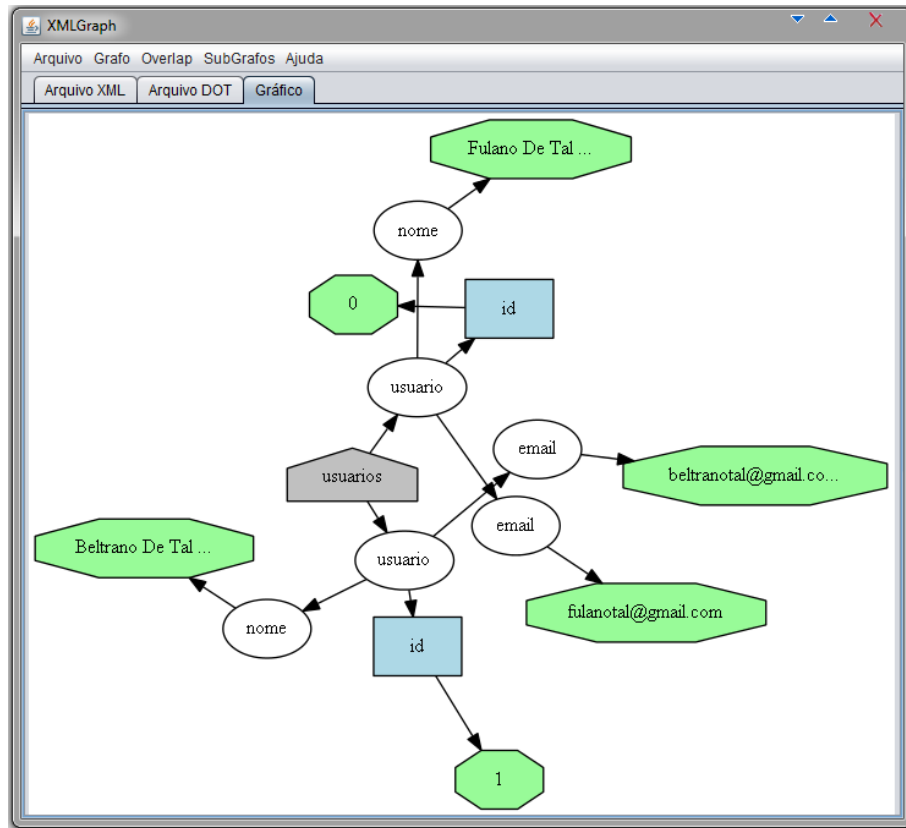 XMLGraph
Arquivo Grafo Overlap SubGrafos Ajuda
Arquivo XML Arquivo DOT Gráfico
Fulano De Tal ...
nome
0
id
usuario
email
usuarios
beltranotal@gmail.co...
email
Beltrano De Tal ...
usuario
fulanotal@gmail.com
nome
id
1